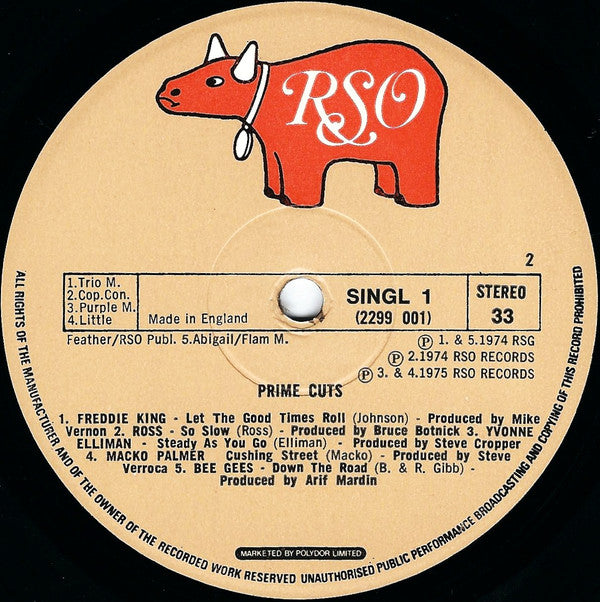 RSO
2
1.Trio M.
2.Cop.Con.
3.Purple M.
4.Little
Made in England
SINGL 1
(2299 001)
STEREO
33
Feather/RSO Publ. 5.Abigail/Flam M.
Ⓟ 1. & 5.1974 RSG
Ⓟ 2.1974 RSO RECORDS
Ⓟ 3. & 4.1975 RSO RECORDS
PRIME CUTS
1. FREDDIE KING - Let The Good Times Roll (Johnson) - Produced by Mike
Vernon 2. ROSS - So Slow (Ross) - Produced by Bruce Botnick 3. YVONNE
ELLIMAN - Steady As You Go (Elliman) - Produced by Steve Cropper
4. MACKO PALMER Cushing Street (Macko) - Produced by Steve
Verroca 5. BEE GEES - Down The Road (B. & R. Gibb) -
Produced by Arif Mardin
MARKETED BY POLYDOR LIMITED
ALL RIGHTS OF THE MANUFACTURER AND OF THE OWNER OF THE RECORDED WORK RESERVED UNAUTHORISED PUBLIC PERFORMANCE BROADCASTING AND COPYING OF THIS RECORD PROHIBITED